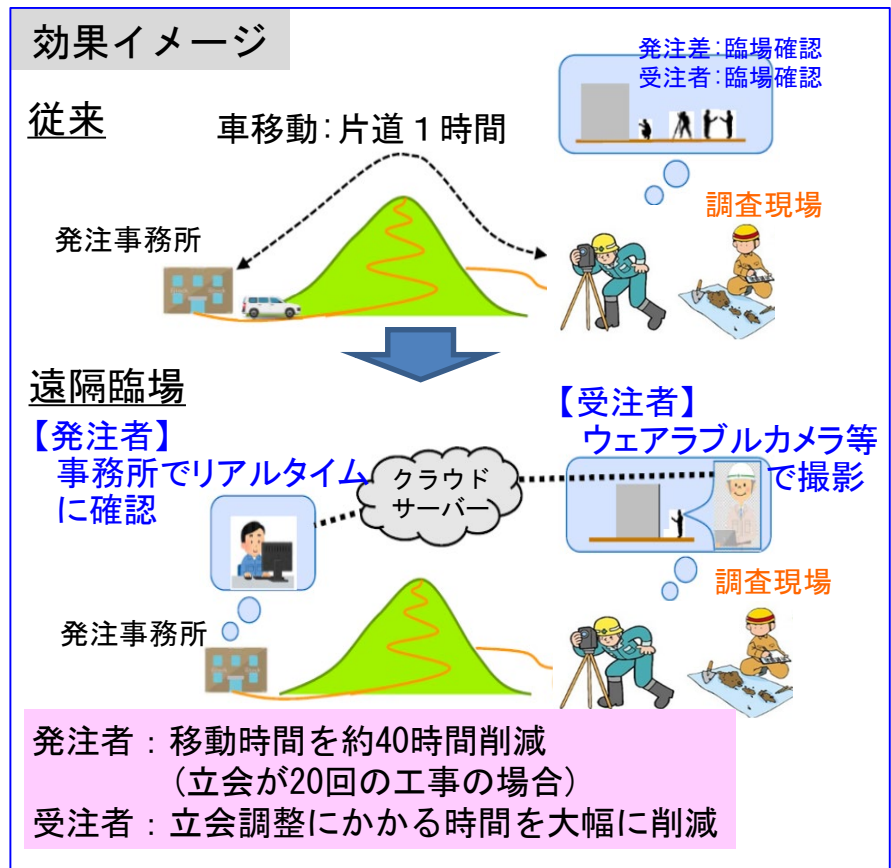 効果イメージ
発注差：臨場確認
受注者：臨場確認
従来
車移動：片道１時間
調査現場
発注事務所
遠隔臨場
【発注者】
事務所でリアルタイム
に確認
クラウド
サーバー
【受注者】
ウェアラブルカメラ等
で撮影
調査現場
発注事務所
発注者：移動時間を約40時間削減
（立会が20回の工事の場合）
受注者：立会調整にかかる時間を大幅に削減